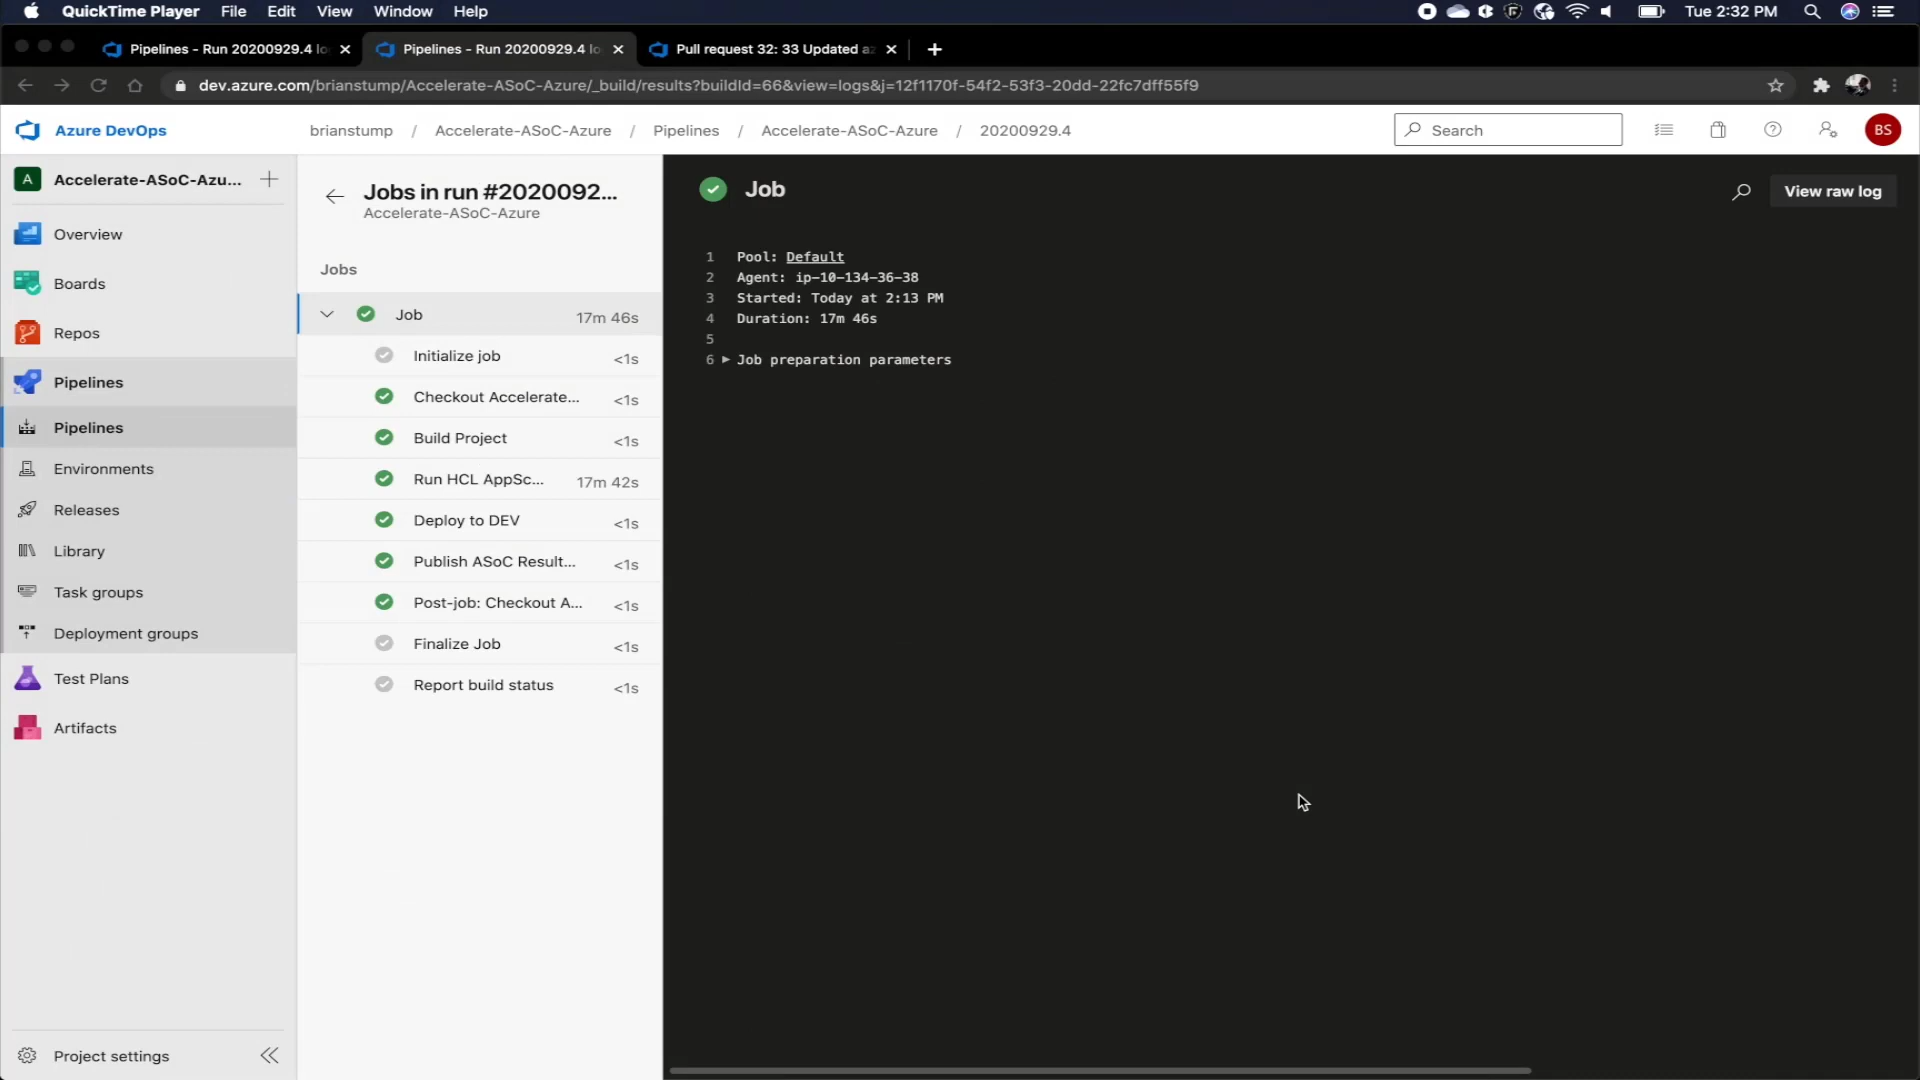 QuickTime Player File Edit View Window Help Tue 2:32 PM
Pipelines - Run 20200929.4 lo Pipelines - Run 20200929.4 lo Pull request 32: 33 Updated az
dev.azure.com/brianstump/Accelerate-ASoC-Azure/_build/results?buildId=66&view=logs&j=12f1170f-54f2-53f3-20dd-22fc7dff55f9
Azure DevOps brianstump / Accelerate-ASoC-Azure / Pipelines / Accelerate-ASoC-Azure / 20200929.4 Search BS
A Accelerate-ASoC-Azu...
Overview
Boards
Repos
Pipelines
Pipelines
Environments
Releases
Library
Task groups
Deployment groups
Test Plans
Artifacts
Project settings
Jobs in run #2020092...
Accelerate-ASoC-Azure
Jobs
Job 17m 46s
Initialize job <1s
Checkout Accelerate... <1s
Build Project <1s
Run HCL AppSc... 17m 42s
Deploy to DEV <1s
Publish ASoC Result... <1s
Post-job: Checkout A... <1s
Finalize Job <1s
Report build status <1s
Job View raw log
1 Pool: Default
2 Agent: ip-10-134-36-38
3 Started: Today at 2:13 PM
4 Duration: 17m 46s
5
6 Job preparation parameters